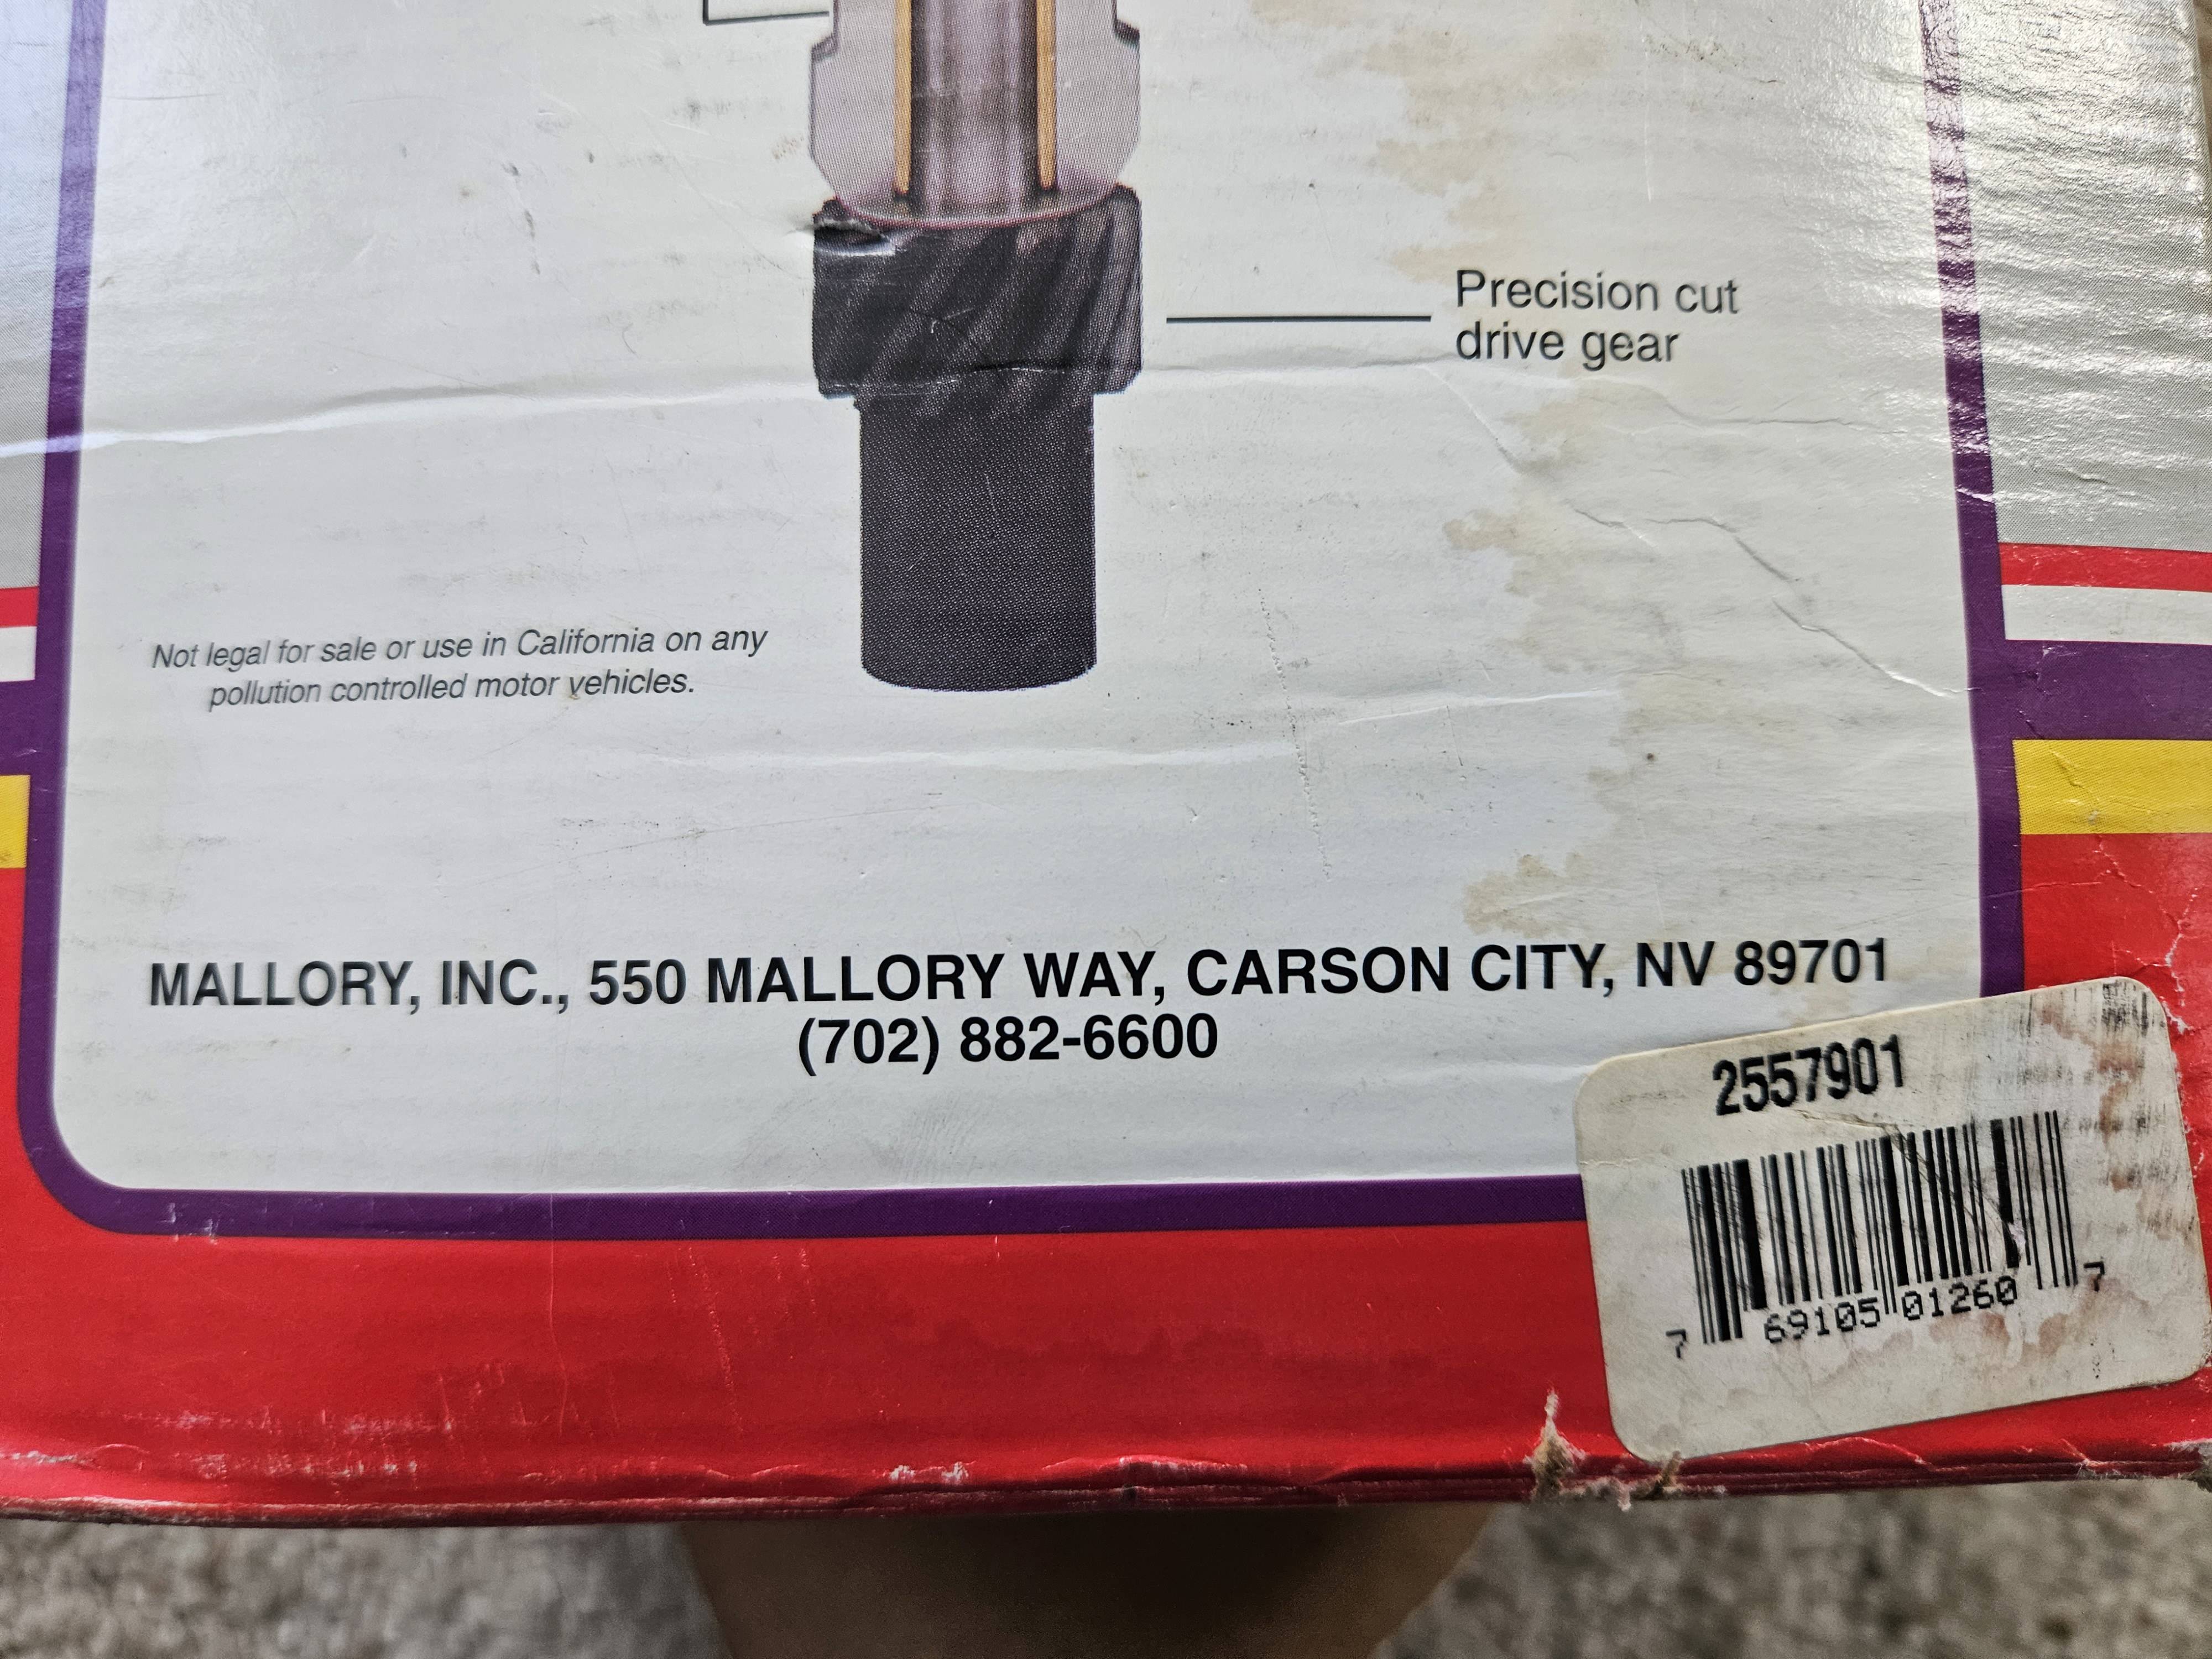 Precision cut
drive gear
Not legal for sale or use in California on any
pollution controlled motor vehicles.
MALLORY, INC., 550 MALLORY WAY, CARSON CITY, NV 89701
(702) 882-6600
2557901
7 69105 01260 7